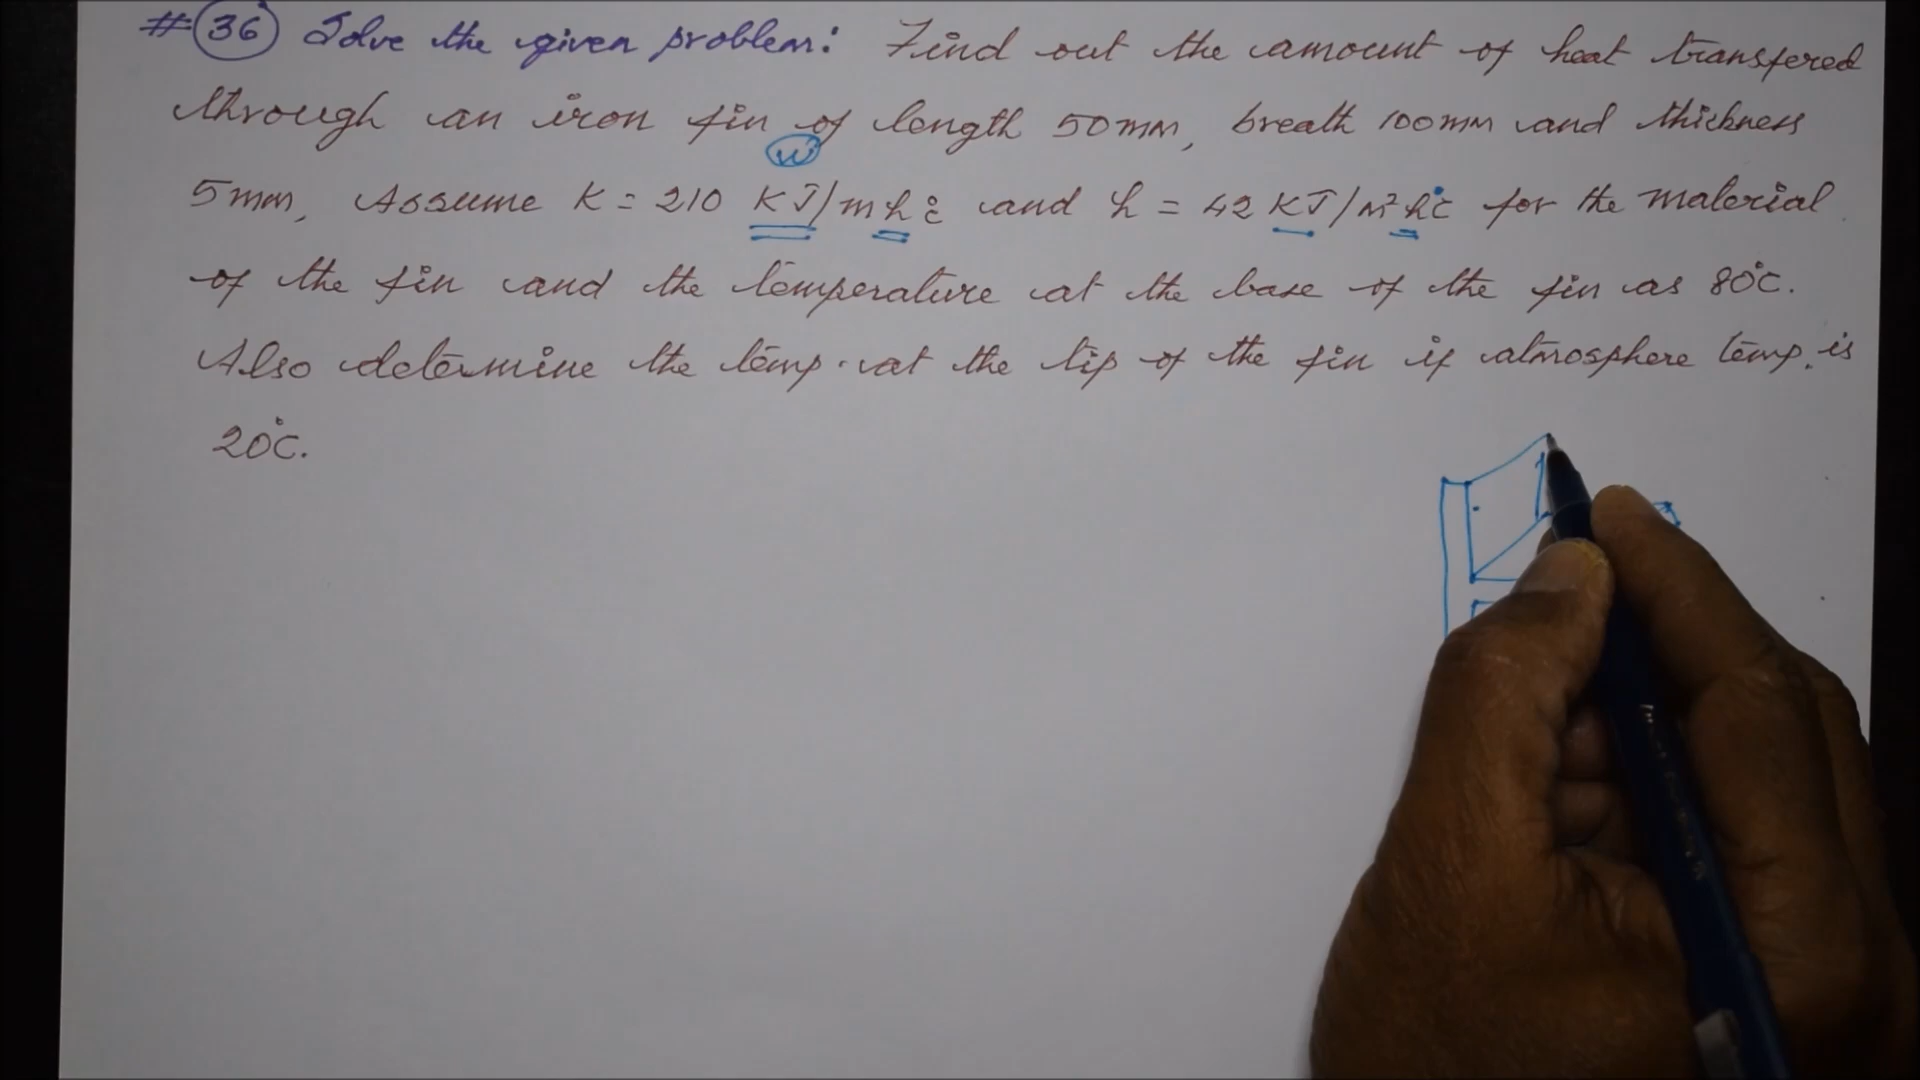 #36 Solve the given problem: Find out the amount of heat transfered
through an iron fin of length 50mm, breath 100mm and thickness
w
5mm, Assume K = 210 KJ/mh°c and h = 42 KJ/m²h°c for the material
of the fin and the temperature at the base of the fin as 80°c.
Also determine the temp. at the tip of the fin if atmosphere temp. is
20°c.